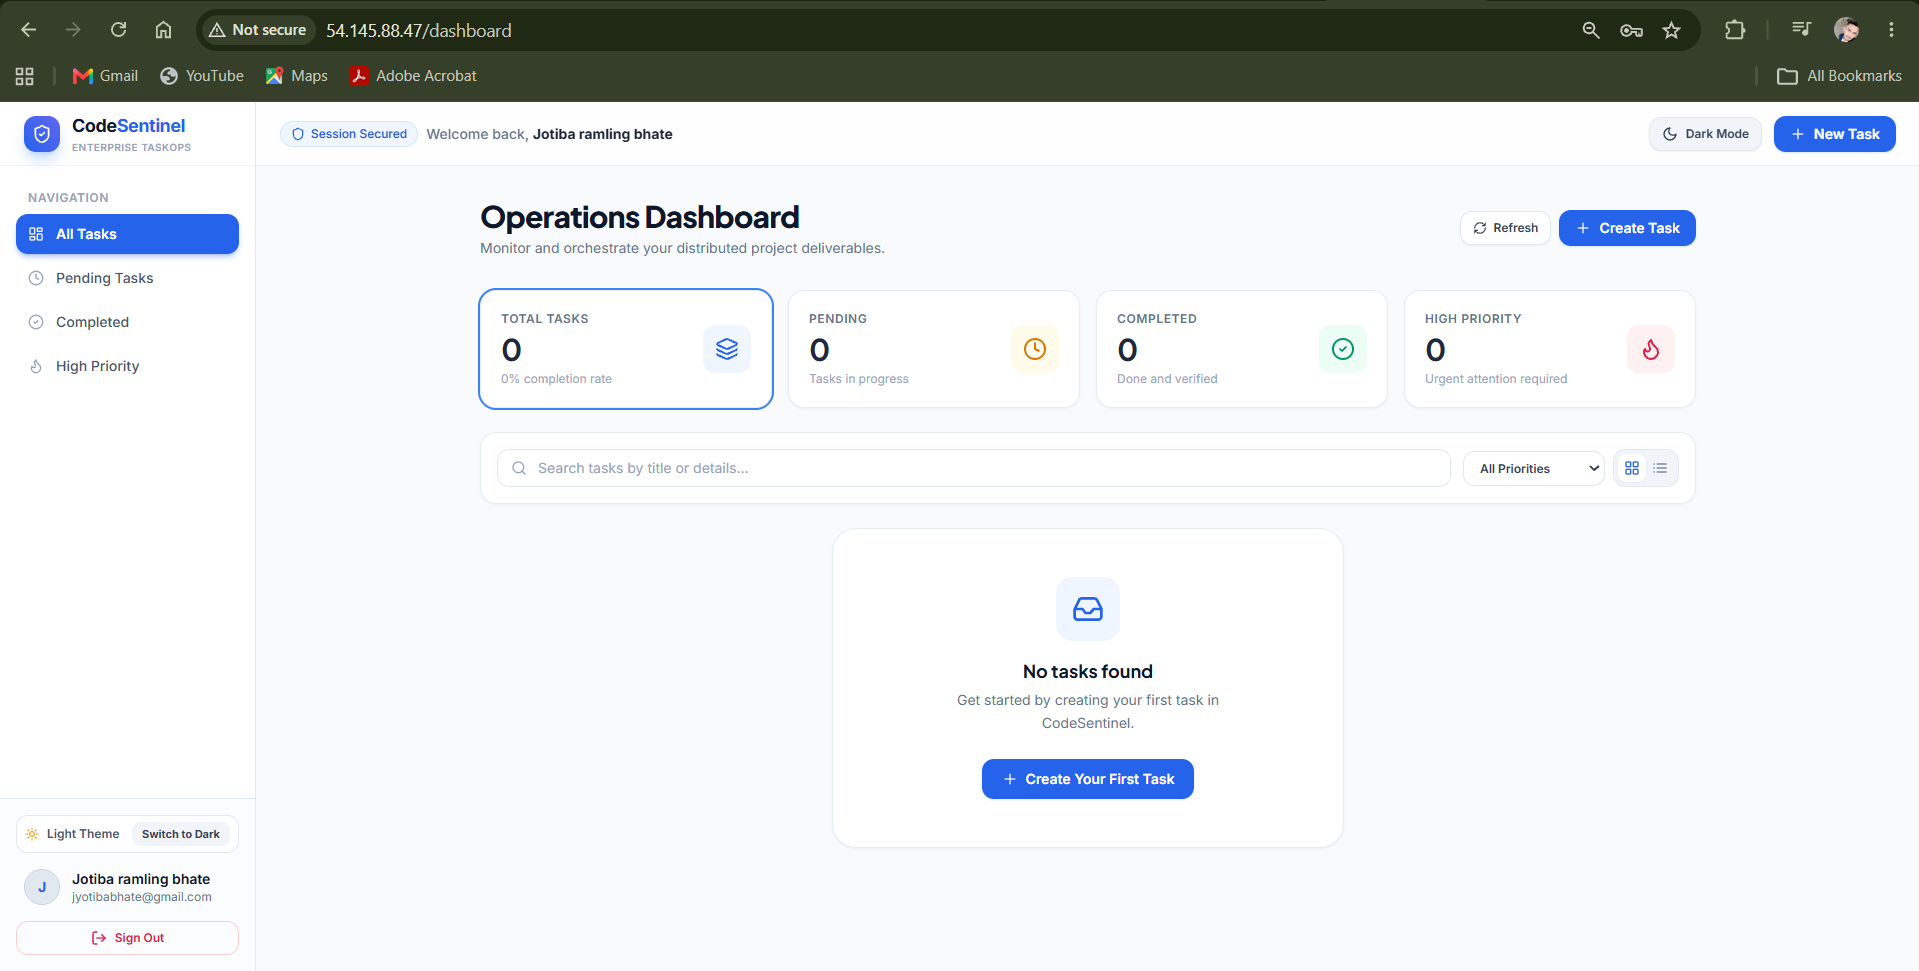 Not secure
54.145.88.47/dashboard
Gmail
YouTube
Maps
Adobe Acrobat
All Bookmarks
CodeSentinel
ENTERPRISE TASKOPS
Session Secured
Welcome back, Jotiba ramling bhate
Dark Mode
New Task
NAVIGATION
All Tasks
Pending Tasks
Completed
High Priority
Operations Dashboard
Monitor and orchestrate your distributed project deliverables.
Refresh
Create Task
TOTAL TASKS
0
0% completion rate
PENDING
0
Tasks in progress
COMPLETED
0
Done and verified
HIGH PRIORITY
0
Urgent attention required
Search tasks by title or details...
All Priorities
No tasks found
Get started by creating your first task in
CodeSentinel.
Create Your First Task
Light Theme
Switch to Dark
J
Jotiba ramling bhate
jyotibabhate@gmail.com
Sign Out